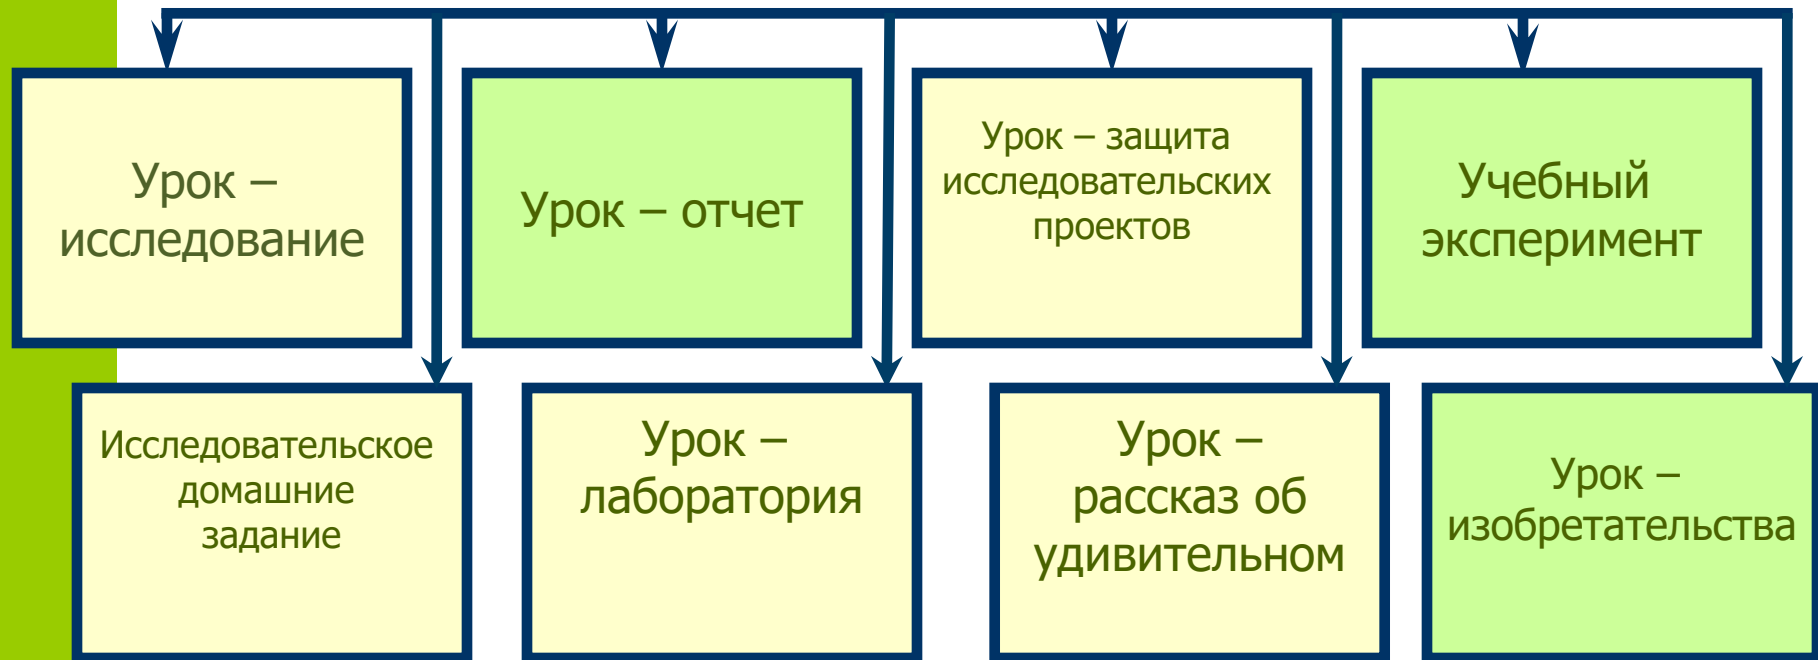 Урок –
исследование
Урок – отчет
Урок – защита
исследовательских
проектов
Учебный
эксперимент
Исследовательское
домашние
задание
Урок –
лаборатория
Урок –
рассказ об
удивительном
Урок –
изобретательства